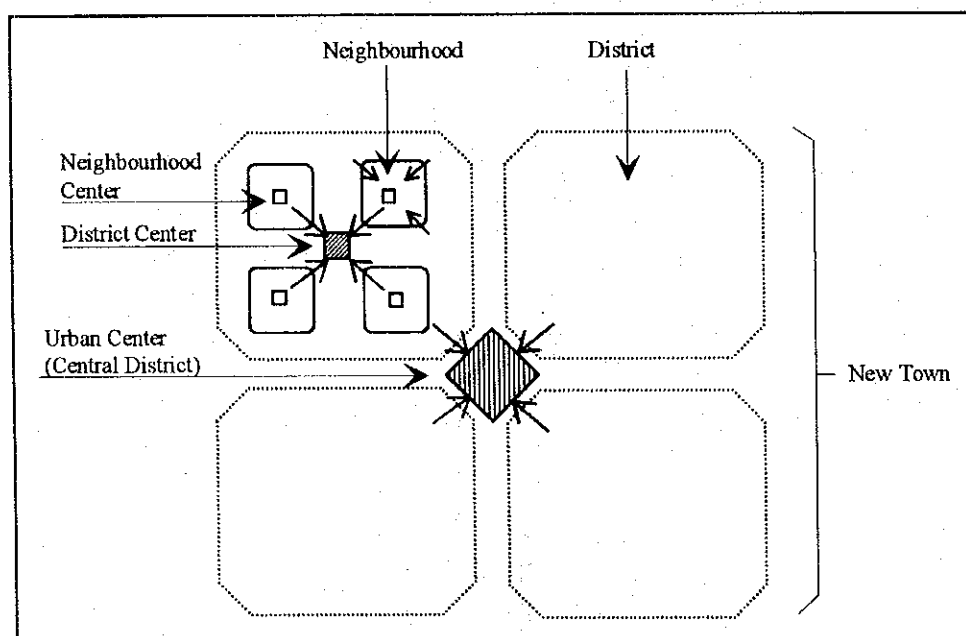 Neighbourhood
District
Neighbourhood
Center
District Center
Urban Center
(Central District)
New Town